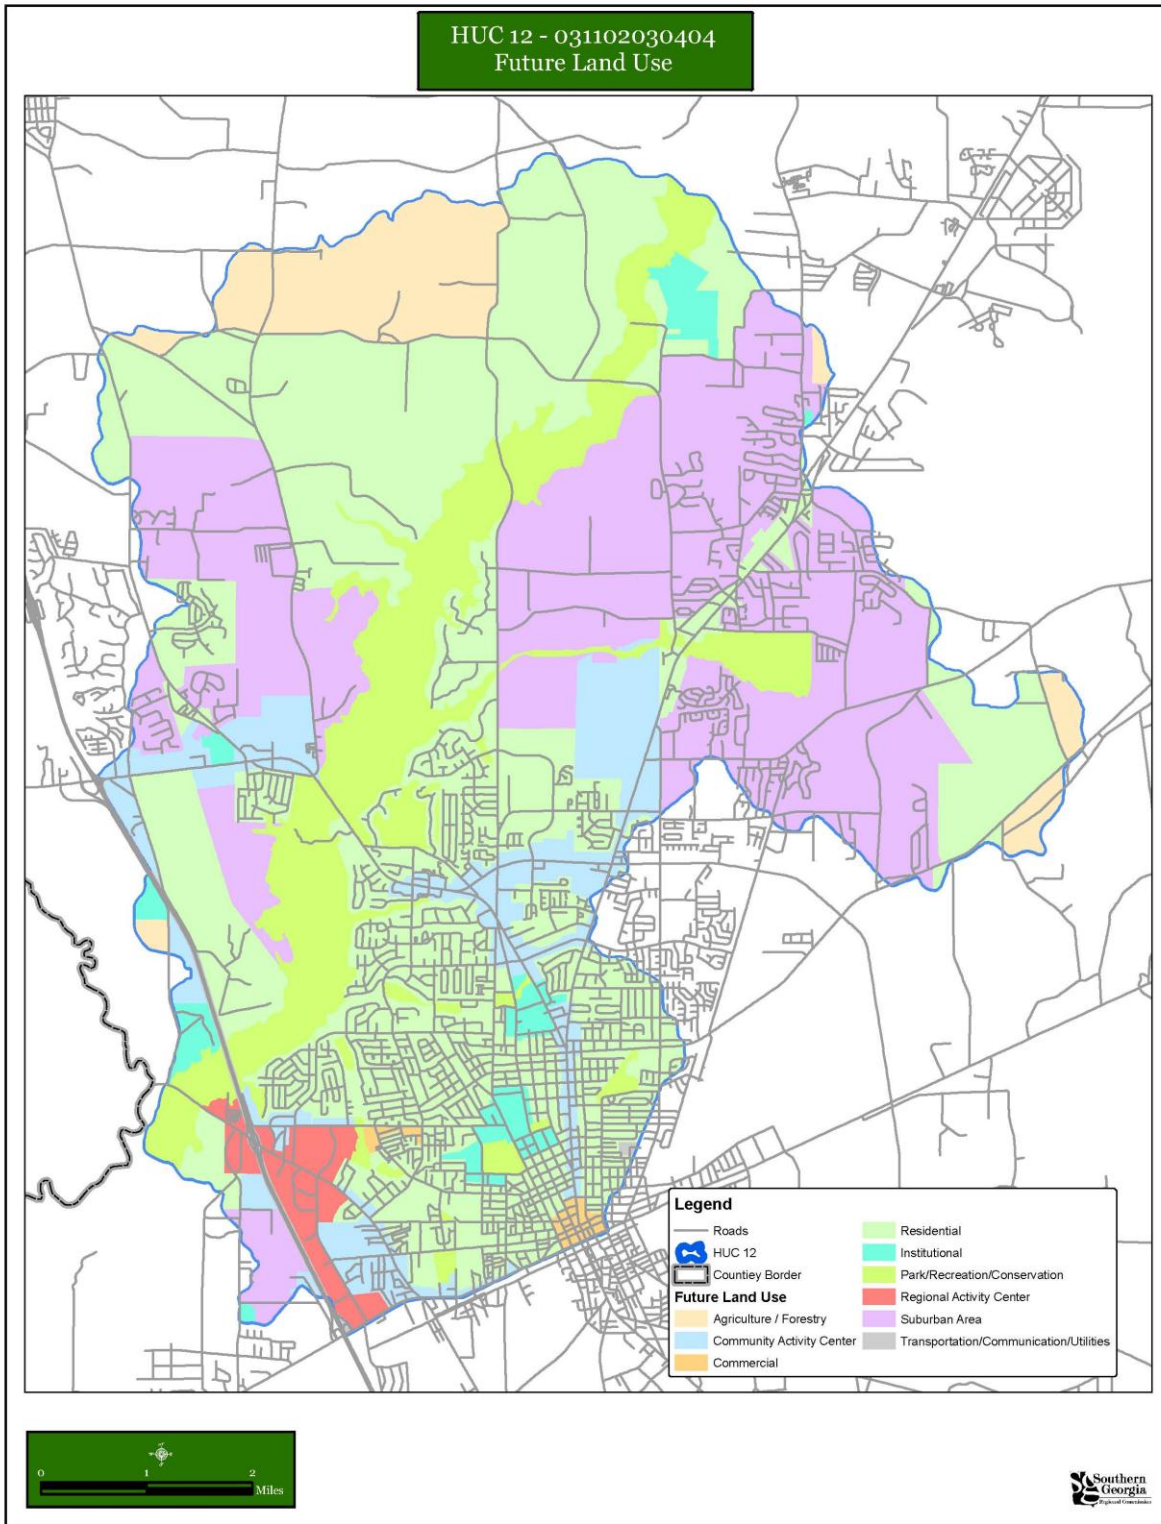 HUC 12 - 031102030404
Future Land Use
Legend
Roads
HUC 12
Countiey Border
Future Land Use
Agriculture / Forestry
Community Activity Center
Commercial
Residential
Institutional
Park/Recreation/Conservation
Regional Activity Center
Suburban Area
Transportation/Communication/Utilities
0 1 2
Miles
Southern
Georgia
Regional Commission